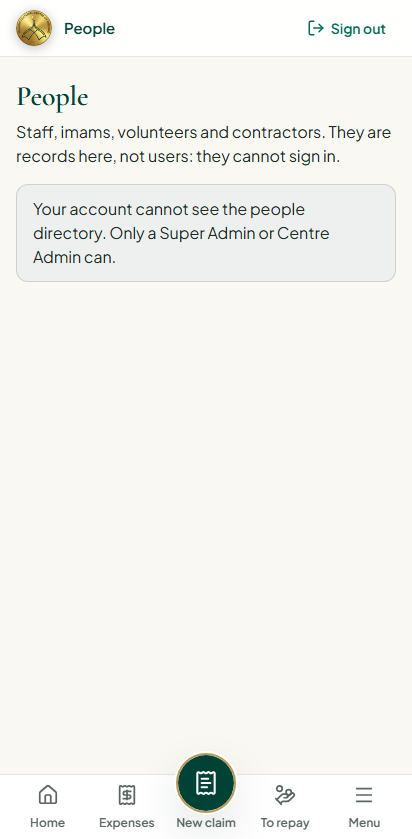 People
Sign out
People
Staff, imams, volunteers and contractors. They are
records here, not users: they cannot sign in.
Your account cannot see the people
directory. Only a Super Admin or Centre
Admin can.
Home
Expenses
New claim
To repay
Menu